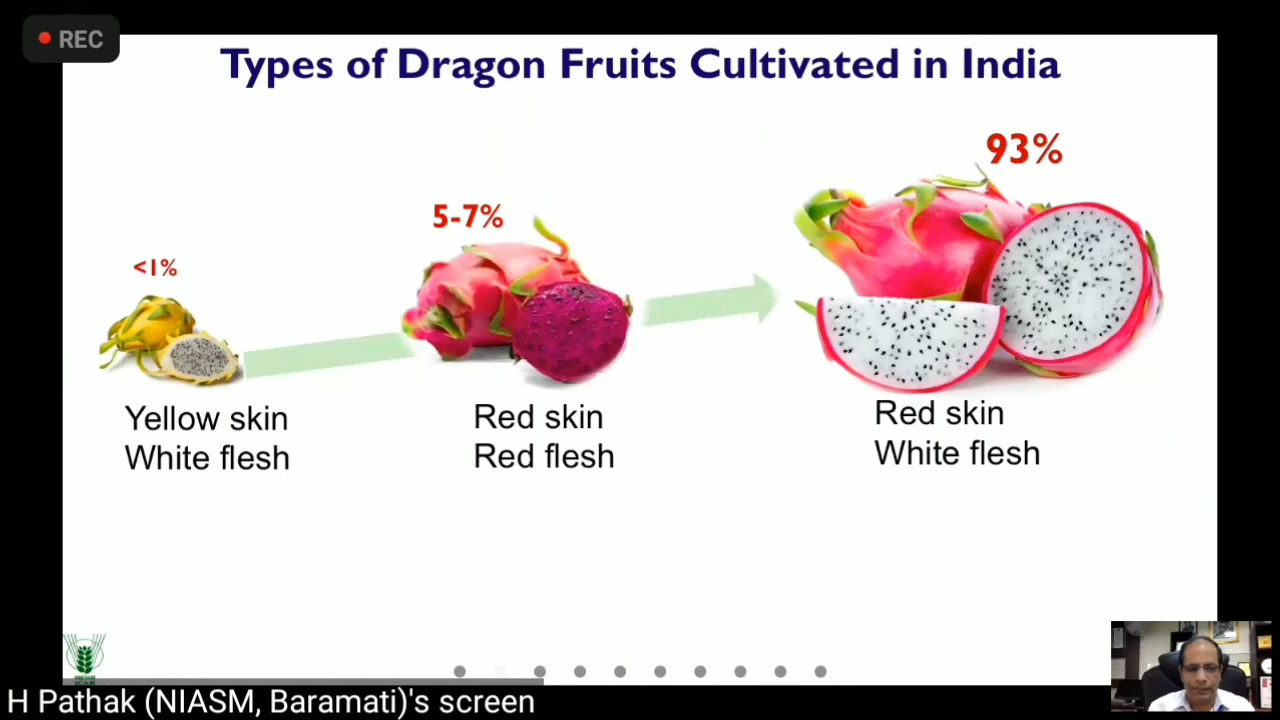 REC
Types of Dragon Fruits Cultivated in India
93%
5-7%
<1%
Yellow skin
White flesh
Red skin
Red flesh
Red skin
White flesh
H Pathak (NIASM, Baramati)'s screen